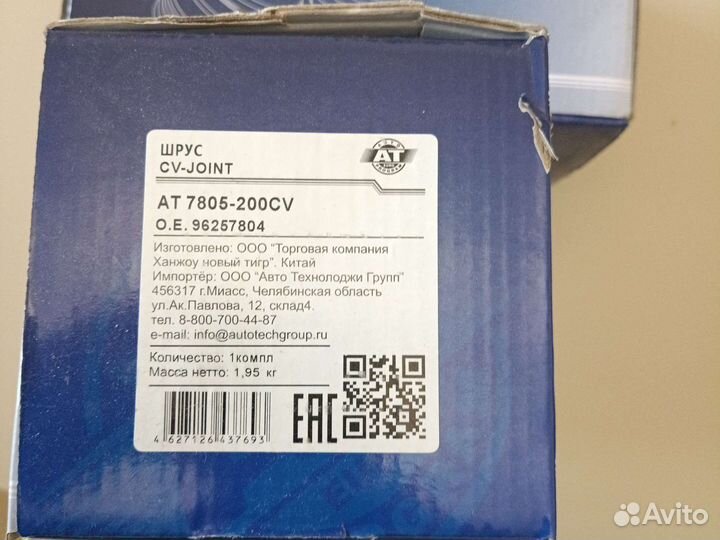 ШРУС
CV-JOINT
AT
AT 7805-200CV
O.E. 96257804
Изготовлено: ООО "Торговая компания
Ханжоу новый тигр". Китай
Импортёр: ООО "Авто Технолоджи Групп"
456317 г.Миасс, Челябинская область
ул.Ак.Павлова, 12, склад4.
тел. 8-800-700-44-87
e-mail: info@autotechgroup.ru
Количество: 1компл
Масса нетто: 1,95 кг
4 627126 437693
EAC
Avito